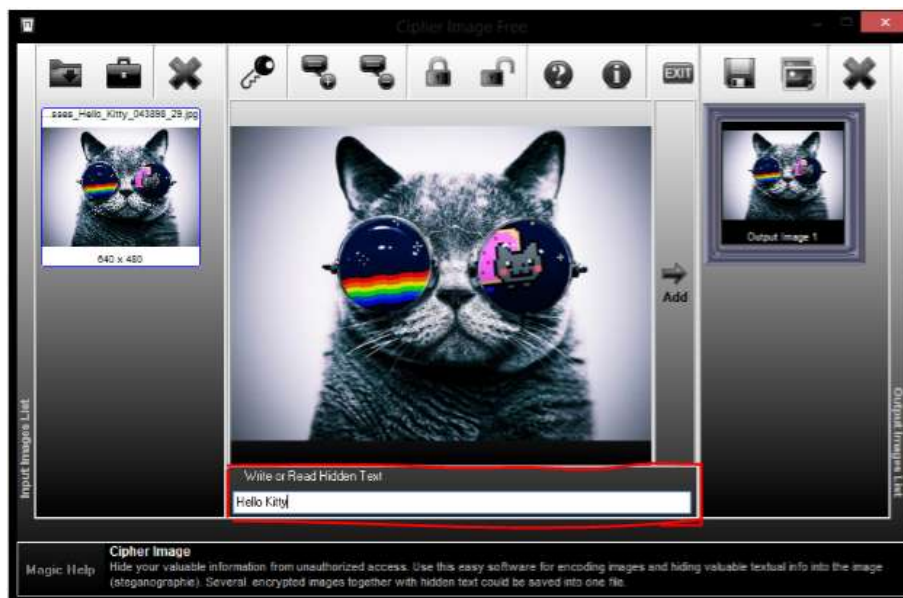 Cipher Image Free
...sses_Hello_Kitty_043898_29.jpg
640 x 480
EXIT
Add
Output Image 1
Input Images List
Output Images List
Write or Read Hidden Text
Hello Kitty
Magic Help
Cipher Image
Hide your valuable information from unauthorized access. Use this easy software for encoding images and hiding valuable textual info into the image
(steganographie). Several encrypted images together with hidden text could be saved into one file.